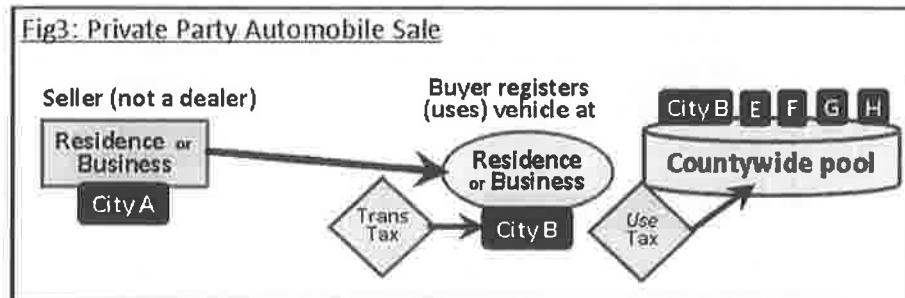 Fig3: Private Party Automobile Sale
Seller (not a dealer)
Residence or
Business
City A
Buyer registers
(uses) vehicle at
Residence
or Business
City B
Trans
Tax
City B E F G H
Countywide pool
Use
Tax